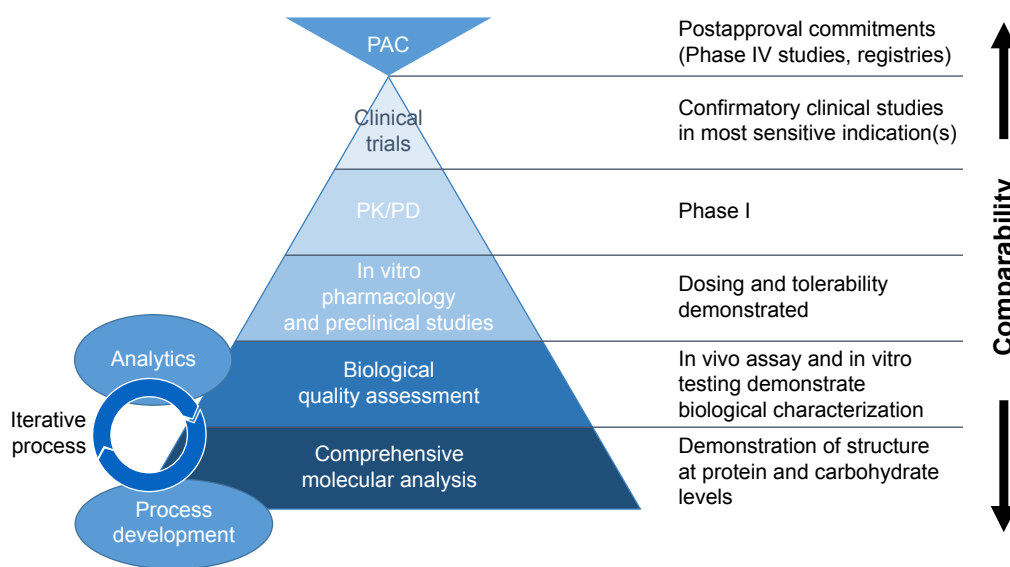 PAC
Postapproval commitments
(Phase IV studies, registries)
Clinical
trials
Confirmatory clinical studies
in most sensitive indication(s)
PK/PD
Phase I
In vitro
pharmacology
and preclinical studies
Dosing and tolerability
demonstrated
Analytics
Biological
quality assessment
In vivo assay and in vitro
testing demonstrate
biological characterization
Iterative
process
Comprehensive
molecular analysis
Demonstration of structure
at protein and carbohydrate
levels
Process
development
Comparability